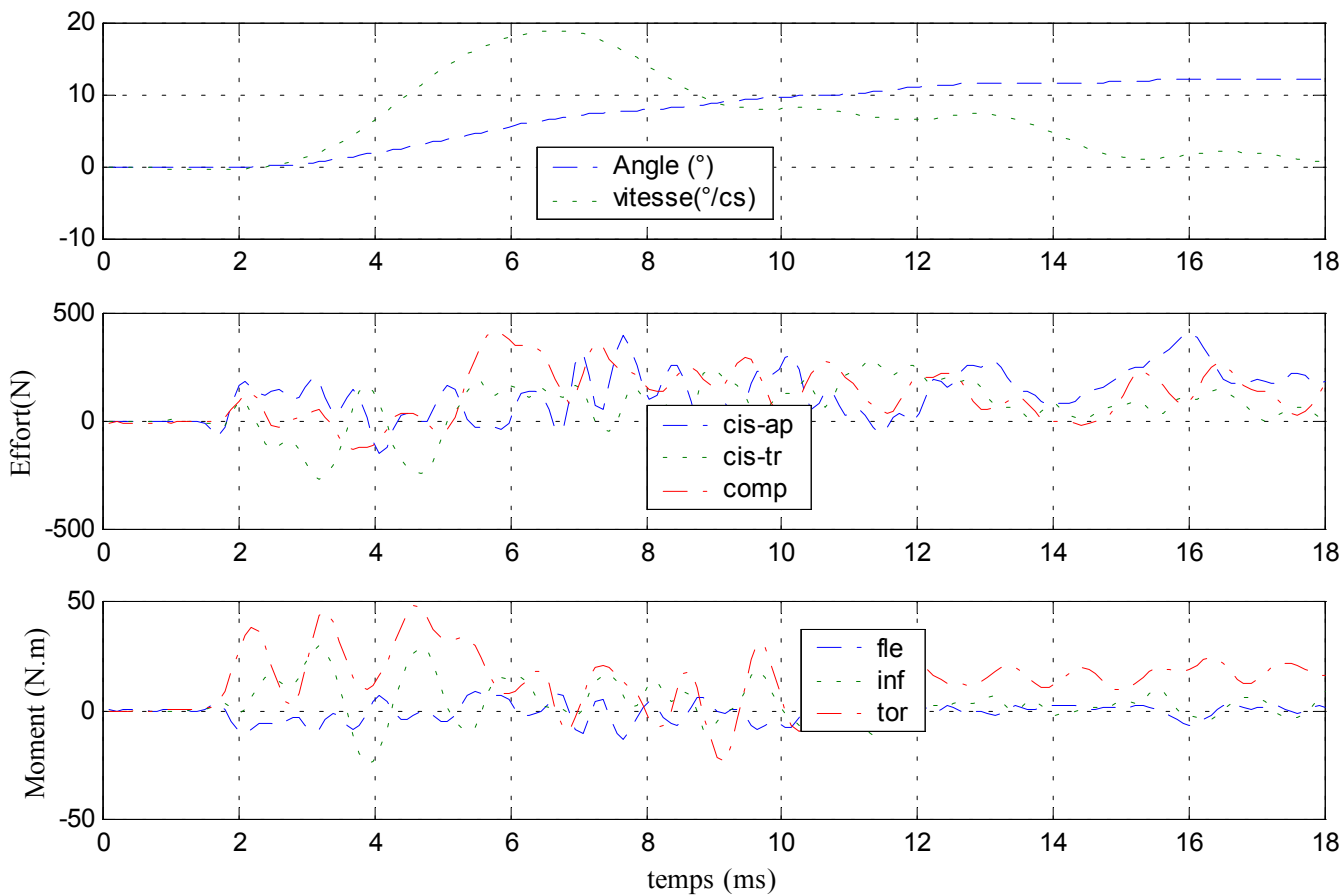 20
10
0
-10
0 2 4 6 8 10 12 14 16 18
Angle (°)
vitesse(°/cs)
Effort(N)
500
0
-500
0 2 4 6 8 10 12 14 16 18
cis-ap
cis-tr
comp
Moment (N.m)
50
0
-50
0 2 4 6 8 10 12 14 16 18
fle
inf
tor
temps (ms)